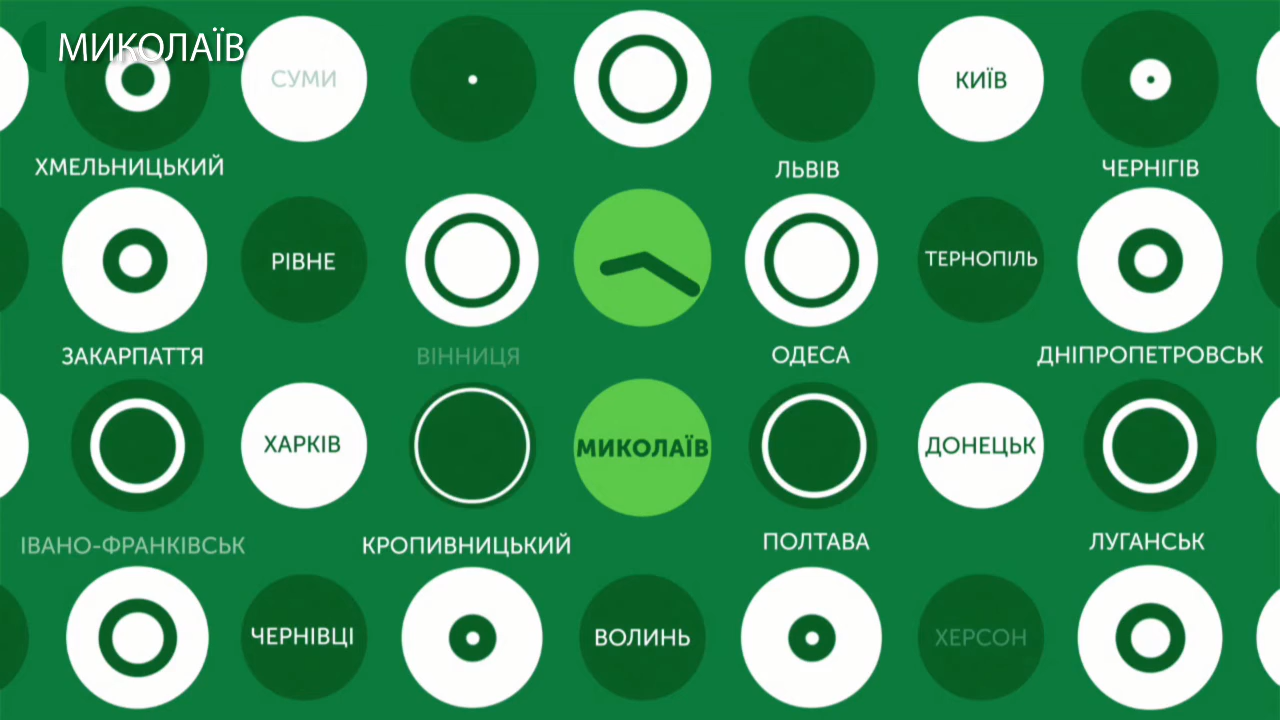 МИКОЛАЇВ
СУМИ
КИЇВ
ХМЕЛЬНИЦЬКИЙ
ЛЬВІВ
ЧЕРНІГІВ
РІВНЕ
ТЕРНОПІЛЬ
ЗАКАРПАТТЯ
ВІННИЦЯ
ОДЕСА
ДНІПРОПЕТРОВСЬК
ХАРКІВ
МИКОЛАЇВ
ДОНЕЦЬК
ІВАНО-ФРАНКІВСЬК
КРОПИВНИЦЬКИЙ
ПОЛТАВА
ЛУГАНСЬК
ЧЕРНІВЦІ
ВОЛИНЬ
ХЕРСОН